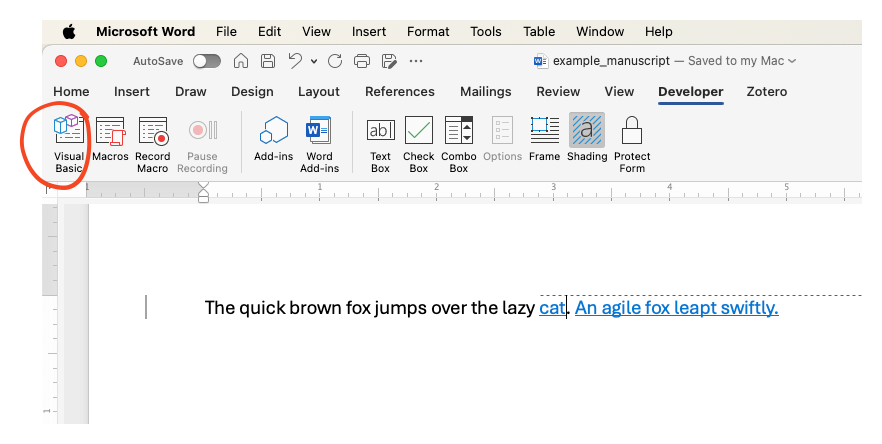 Microsoft Word File Edit View Insert Format Tools Table Window Help
AutoSave example_manuscript — Saved to my Mac
Home Insert Draw Design Layout References Mailings Review View Developer Zotero
ab
a
Visual Basic Macros Record Macro Pause Recording Add-ins Word Add-ins Text Box Check Box Combo Box Options Frame Shading Protect Form
1 1 2 3 4 5
The quick brown fox jumps over the lazy cat. An agile fox leapt swiftly.
1